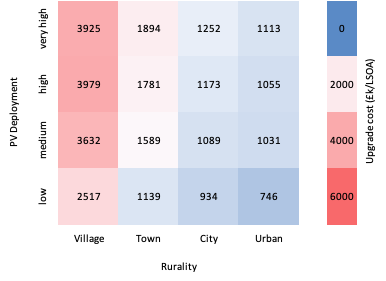 very high 3925 1894 1252 1113 0
high 3979 1781 1173 1055 2000
medium 3632 1589 1089 1031 4000
low 2517 1139 934 746 6000
Village Town City Urban
Rurality
PV Deployment
Upgrade cost (£k/LSOA)